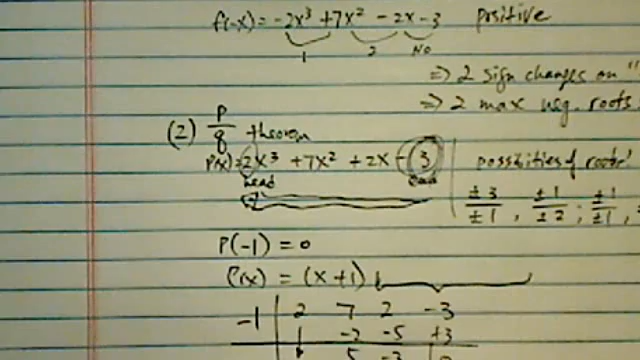 f(-x) = -2x³ + 7x² - 2x - 3 positive
1 2 No
=> 2 sign changes on "
=> 2 max neg. roots.
(2) P/q theorem
P(x) = 2x³ + 7x² + 2x - 3
lead
possibilities of roots:
±3/±1, ±1/±2; ±1/±1,
P(-1) = 0
P(x) = (x+1)
-1 | 2 7 2 -3
-2 -5 +3
5 -3 0